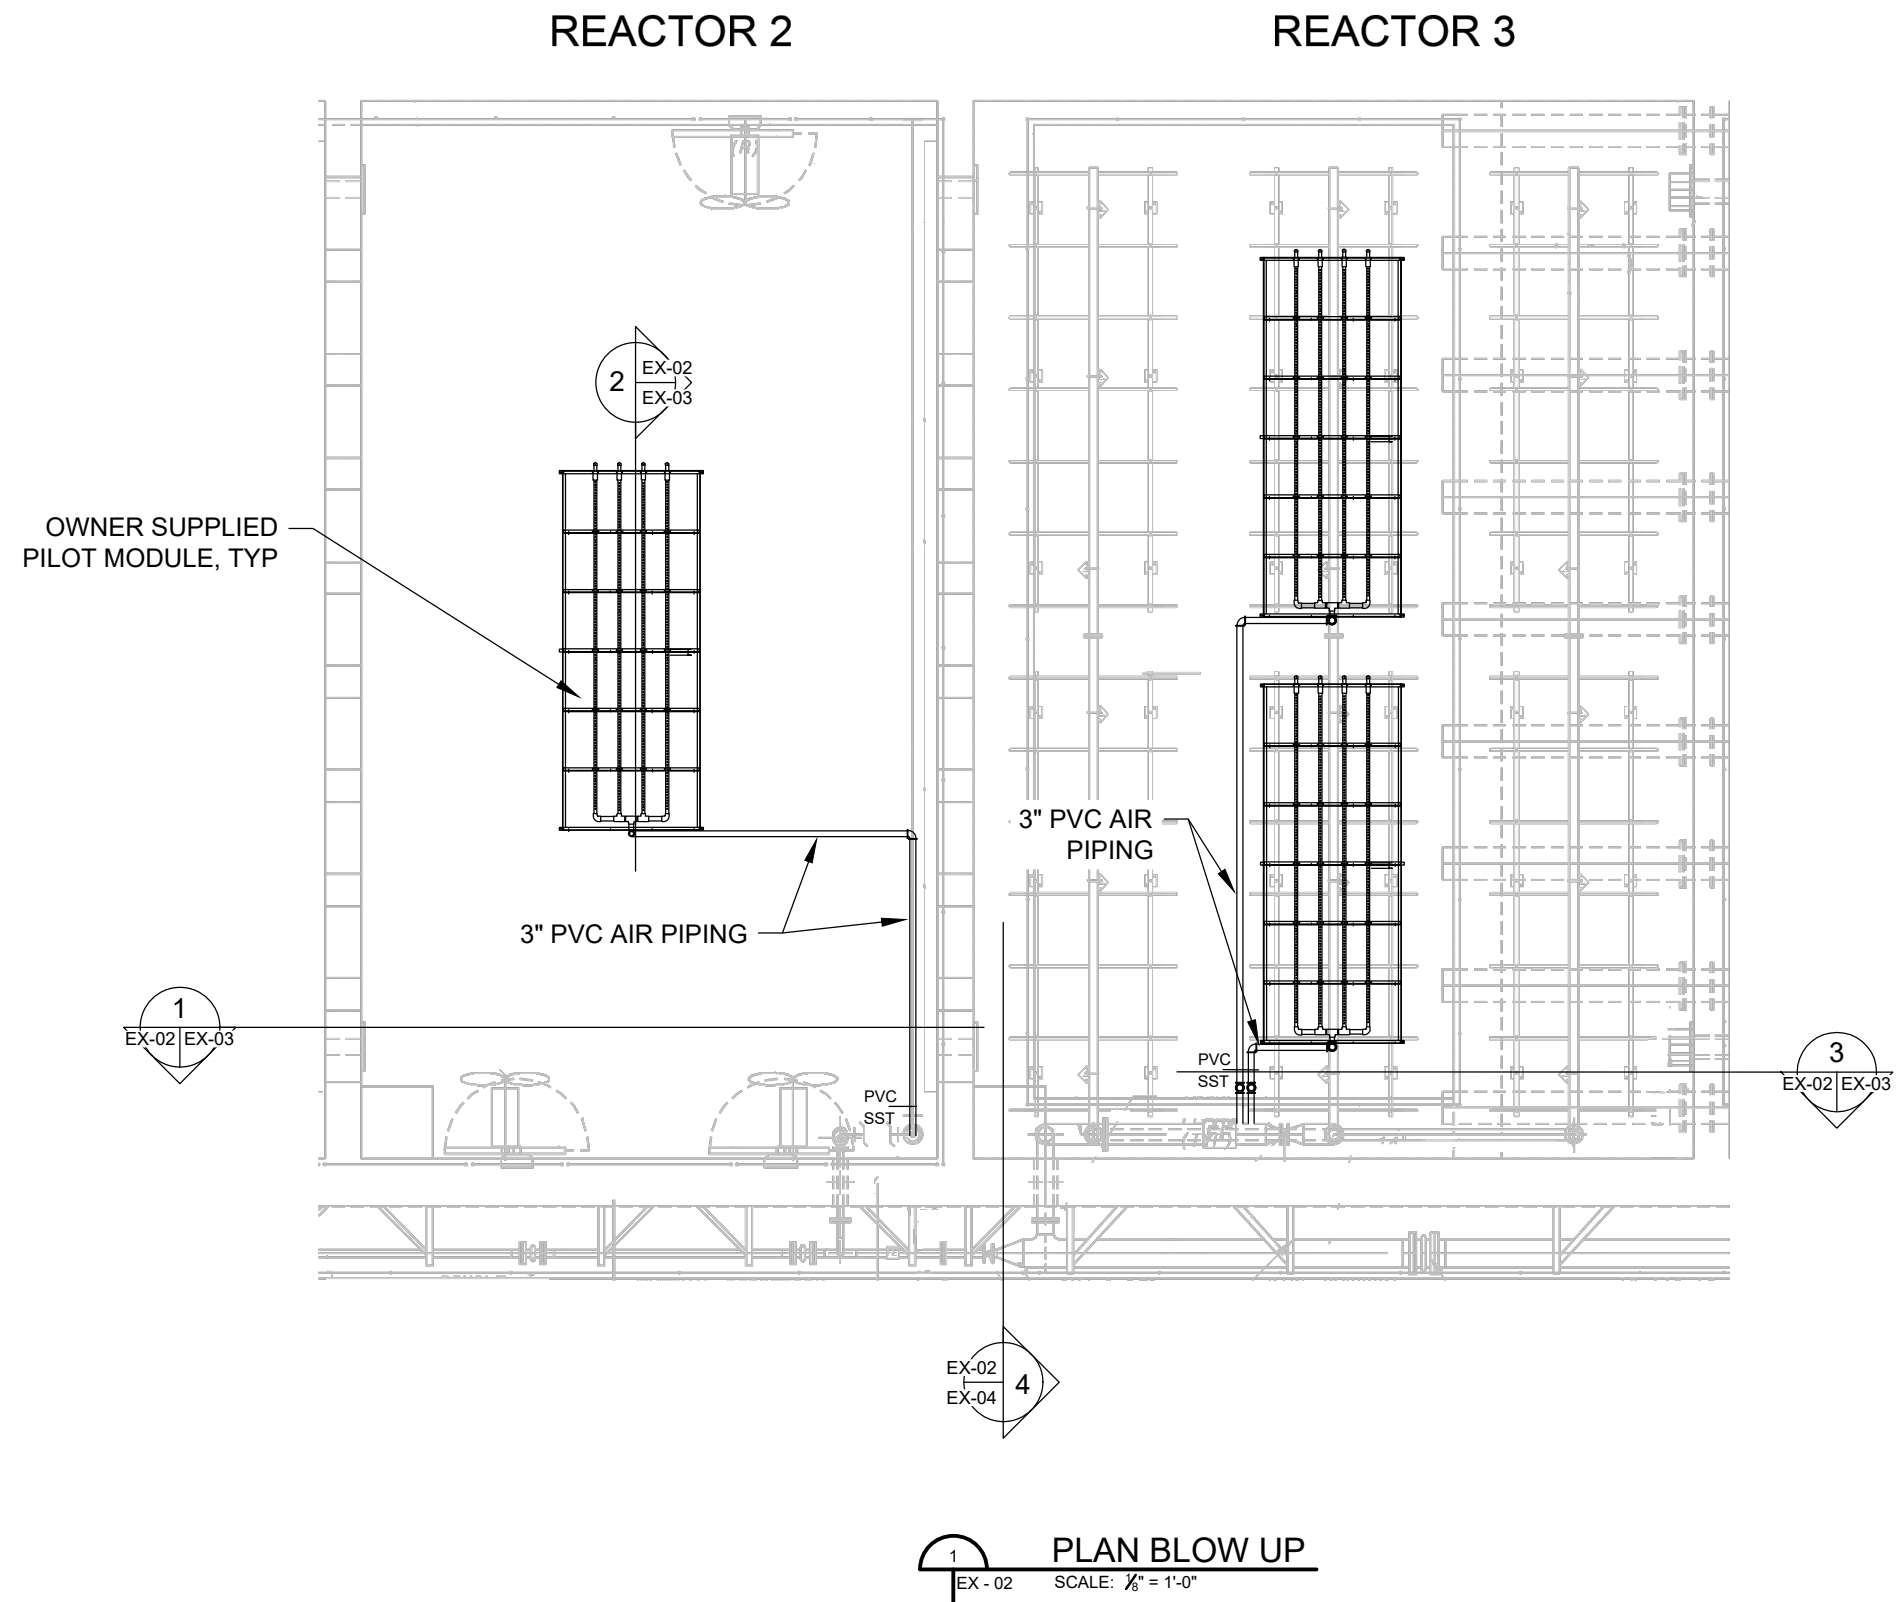 REACTOR 2
REACTOR 3
(R)
2
EX-02
EX-03
OWNER SUPPLIED
PILOT MODULE, TYP
3" PVC AIR
PIPING
3" PVC AIR PIPING
1
EX-02
EX-03
PVC
SST
3
EX-02
EX-03
PVC
SST
EX-02
EX-04
4
1
EX - 02
PLAN BLOW UP
SCALE: 1/8" = 1'-0"